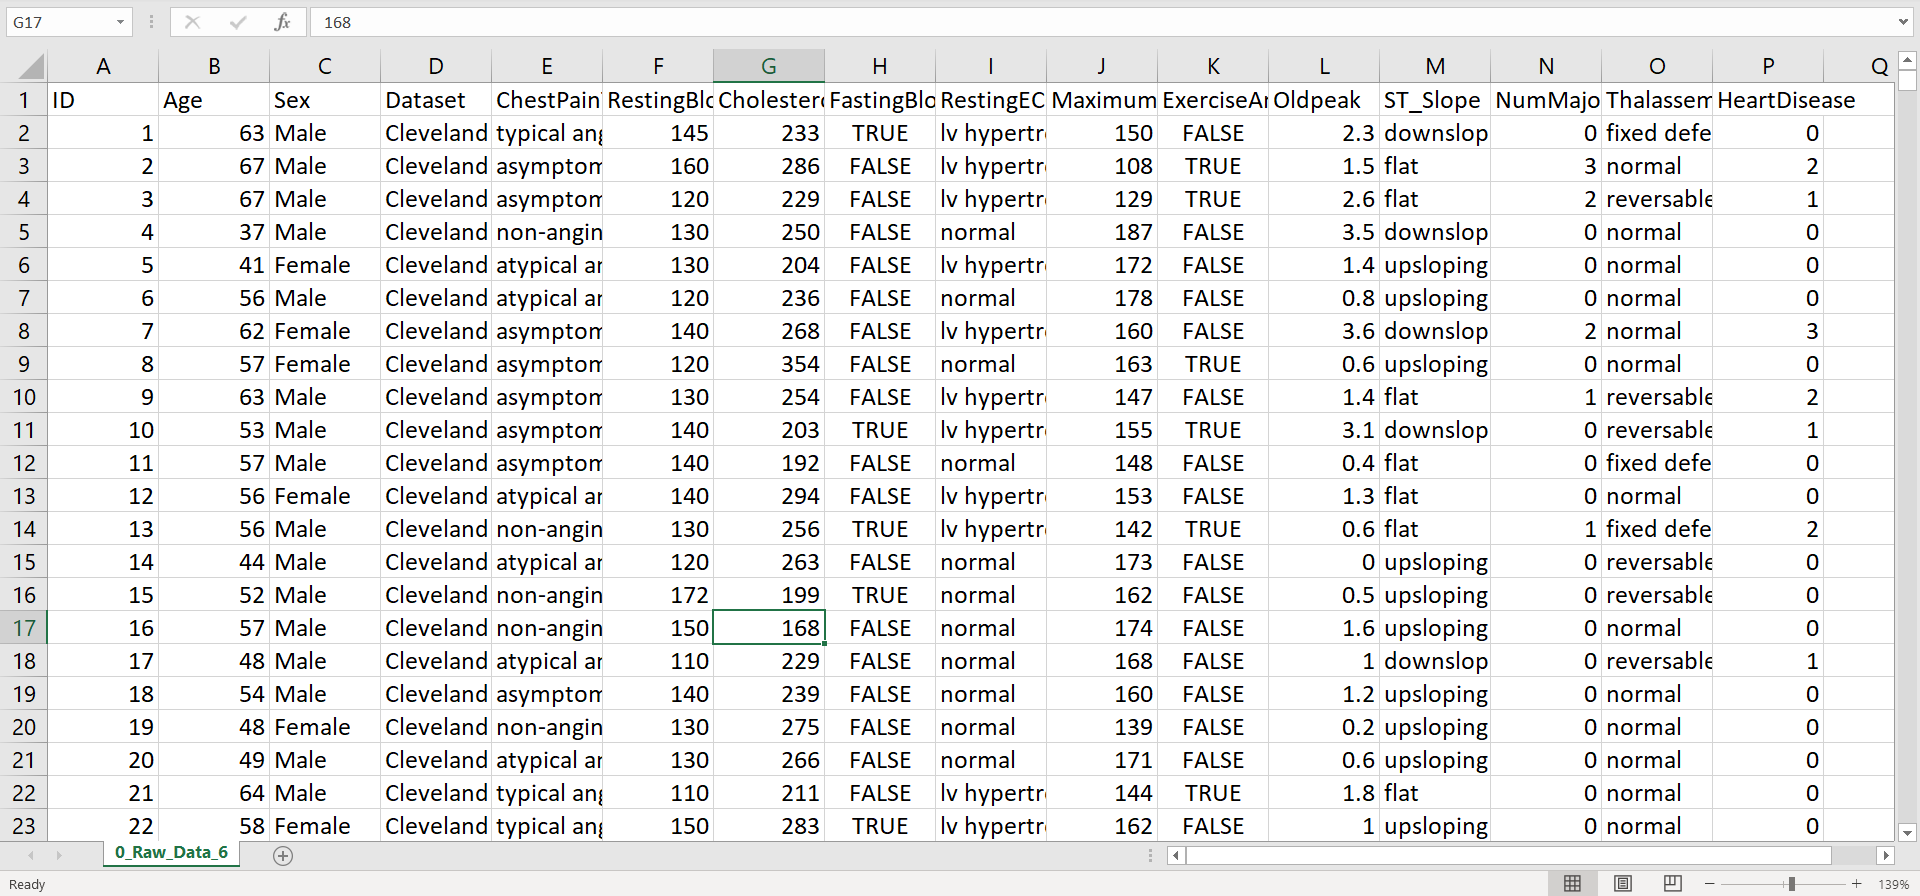 G17 fx 168
A B C D E F G H I J K L M N O P Q
1 ID Age Sex Dataset ChestPain RestingBlo Cholestero FastingBlo RestingEC Maximum ExerciseAn Oldpeak ST_Slope NumMajo Thalassem HeartDisease
2 1 63 Male Cleveland typical ang 145 233 TRUE lv hypertr 150 FALSE 2.3 downslop 0 fixed defe 0
3 2 67 Male Cleveland asymptom 160 286 FALSE lv hypertr 108 TRUE 1.5 flat 3 normal 2
4 3 67 Male Cleveland asymptom 120 229 FALSE lv hypertr 129 TRUE 2.6 flat 2 reversable 1
5 4 37 Male Cleveland non-angin 130 250 FALSE normal 187 FALSE 3.5 downslop 0 normal 0
6 5 41 Female Cleveland atypical an 130 204 FALSE lv hypertr 172 FALSE 1.4 upsloping 0 normal 0
7 6 56 Male Cleveland atypical an 120 236 FALSE normal 178 FALSE 0.8 upsloping 0 normal 0
8 7 62 Female Cleveland asymptom 140 268 FALSE lv hypertr 160 FALSE 3.6 downslop 2 normal 3
9 8 57 Female Cleveland asymptom 120 354 FALSE normal 163 TRUE 0.6 upsloping 0 normal 0
10 9 63 Male Cleveland asymptom 130 254 FALSE lv hypertr 147 FALSE 1.4 flat 1 reversable 2
11 10 53 Male Cleveland asymptom 140 203 TRUE lv hypertr 155 TRUE 3.1 downslop 0 reversable 1
12 11 57 Male Cleveland asymptom 140 192 FALSE normal 148 FALSE 0.4 flat 0 fixed defe 0
13 12 56 Female Cleveland atypical an 140 294 FALSE lv hypertr 153 FALSE 1.3 flat 0 normal 0
14 13 56 Male Cleveland non-angin 130 256 TRUE lv hypertr 142 TRUE 0.6 flat 1 fixed defe 2
15 14 44 Male Cleveland atypical an 120 263 FALSE normal 173 FALSE 0 upsloping 0 reversable 0
16 15 52 Male Cleveland non-angin 172 199 TRUE normal 162 FALSE 0.5 upsloping 0 reversable 0
17 16 57 Male Cleveland non-angin 150 168 FALSE normal 174 FALSE 1.6 upsloping 0 normal 0
18 17 48 Male Cleveland atypical an 110 229 FALSE normal 168 FALSE 1 downslop 0 reversable 1
19 18 54 Male Cleveland asymptom 140 239 FALSE normal 160 FALSE 1.2 upsloping 0 normal 0
20 19 48 Female Cleveland non-angin 130 275 FALSE normal 139 FALSE 0.2 upsloping 0 normal 0
21 20 49 Male Cleveland atypical an 130 266 FALSE normal 171 FALSE 0.6 upsloping 0 normal 0
22 21 64 Male Cleveland typical ang 110 211 FALSE lv hypertr 144 TRUE 1.8 flat 0 normal 0
23 22 58 Female Cleveland typical ang 150 283 TRUE lv hypertr 162 FALSE 1 upsloping 0 normal 0
0_Raw_Data_6
Ready 139%